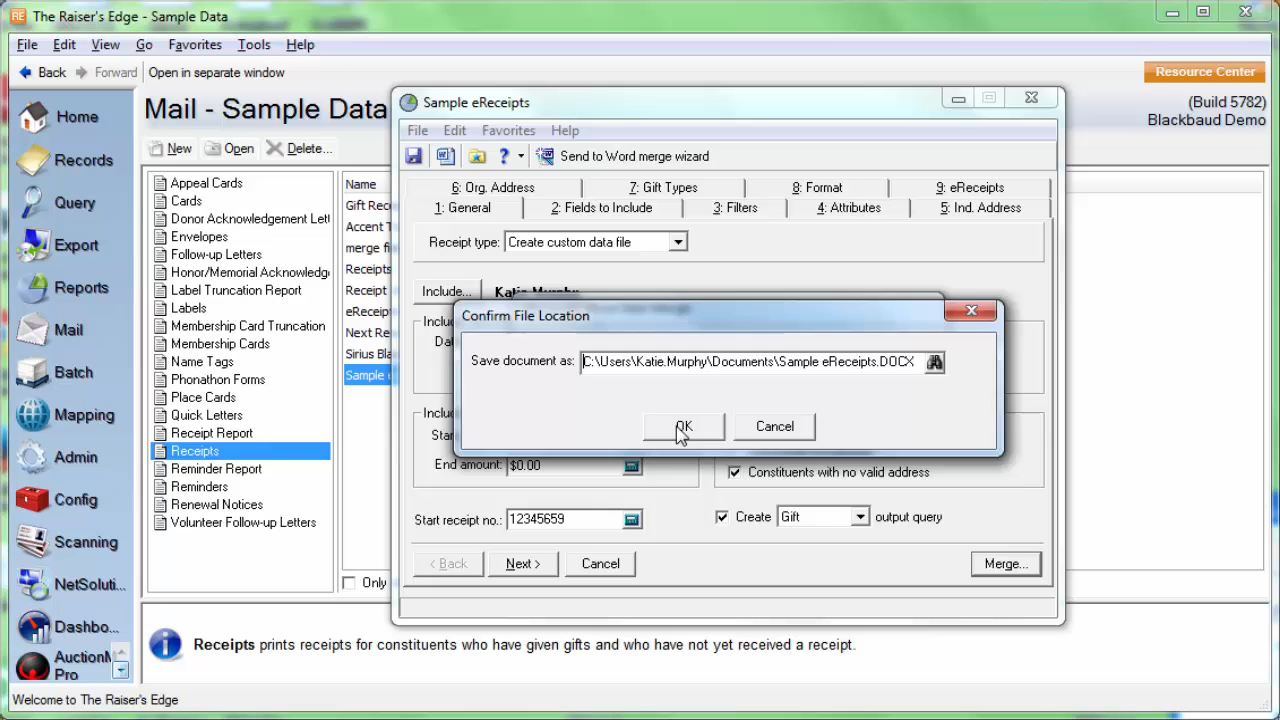 RE The Raiser's Edge - Sample Data
File Edit View Go Favorites Tools Help
Back Forward Open in separate window
Resource Center
Mail - Sample Data
(Build 5782)
Blackbaud Demo
New Open Delete...
Home
Records
Query
Export
Reports
Mail
Batch
Mapping
Admin
Config
Scanning
NetSoluti...
Dashbo...
Pro
Appeal Cards
Cards
Donor Acknowledgement Lett
Envelopes
Follow-up Letters
Honor/Memorial Acknowledge
Label Truncation Report
Labels
Membership Card Truncation
Membership Cards
Name Tags
Phonathon Forms
Place Cards
Quick Letters
Receipt Report
Receipts
Reminder Report
Reminders
Renewal Notices
Volunteer Follow-up Letters
Name
Gift Rec
Accent T
merge fi
Receipts
Receipt
eReceipt
Next Re
Sirius Bla
Sample e
Only
Sample eReceipts
File Edit Favorites Help
Send to Word merge wizard
6: Org. Address 7: Gift Types 8: Format 9: eReceipts
1: General 2: Fields to Include 3: Filters 4: Attributes 5: Ind. Address
Receipt type: Create custom data file
Include... Katie Murphy
Confirm File Location
Save document as: C:\Users\Katie.Murphy\Documents\Sample eReceipts.DOCX
OK Cancel
End amount: $0.00
Constituents with no valid address
Start receipt no.: 12345659
Create Gift output query
< Back Next > Cancel Merge...
Receipts prints receipts for constituents who have given gifts and who have not yet received a receipt.
Welcome to The Raiser's Edge